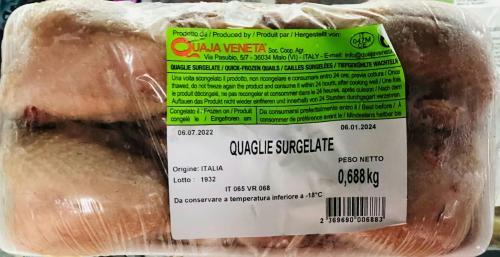 Prodotto da / Produced by / Produit par / Hergestellt von:
QUAJA VENETA Soc. Coop. Agr.
Via Pasubio, 5/7 - 36034 Malo (VI) - ITALY - E-mail: info@quajaveneta
QUAGLIE SURGELATE / QUICK-FROZEN QUAILS / CAILLES SURGELÉES / TIEFGEKÜHLTE WACHTELN
Una volta scongelato il prodotto, non ricongelare e consumare entro 24 ore, previa cottura / Once
thawed, do not freeze again the product and consume it within 24 hours, after cooking well / Une fois
le produit décongelé, ne pas recongeler et consommer dans le 24 heures, après cuisson / Nach dem
Auftauen das Produkt nicht wieder einfrieren und innerhalb von 24 Stunden durchgegart verzehren.
Congelato il / Frozen on / Produit congelé le / Eingefroren am
Da consumarsi preferibilmente entro il / Best before / À consommer de préférence avant le / Mindestens haltbar bis
06.07.2022 06.01.2024
QUAGLIE SURGELATE
PESO NETTO
Origine: ITALIA
0,688kg
Lotto : 1932
IT 065 VR 068
Da conservare a temperatura inferiore a -18°C
2 369690 006883